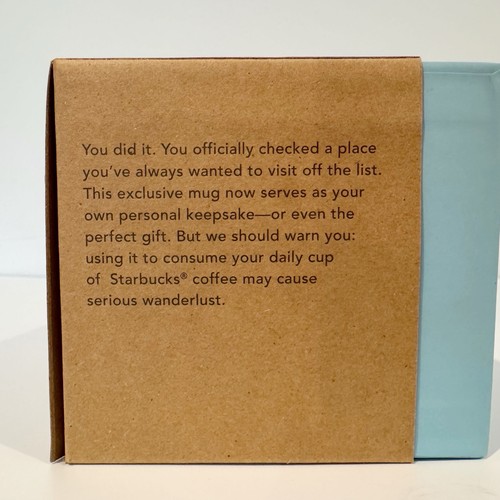 You did it. You officially checked a place
you've always wanted to visit off the list.
This exclusive mug now serves as your
own personal keepsake—or even the
perfect gift. But we should warn you:
using it to consume your daily cup
of Starbucks® coffee may cause
serious wanderlust.